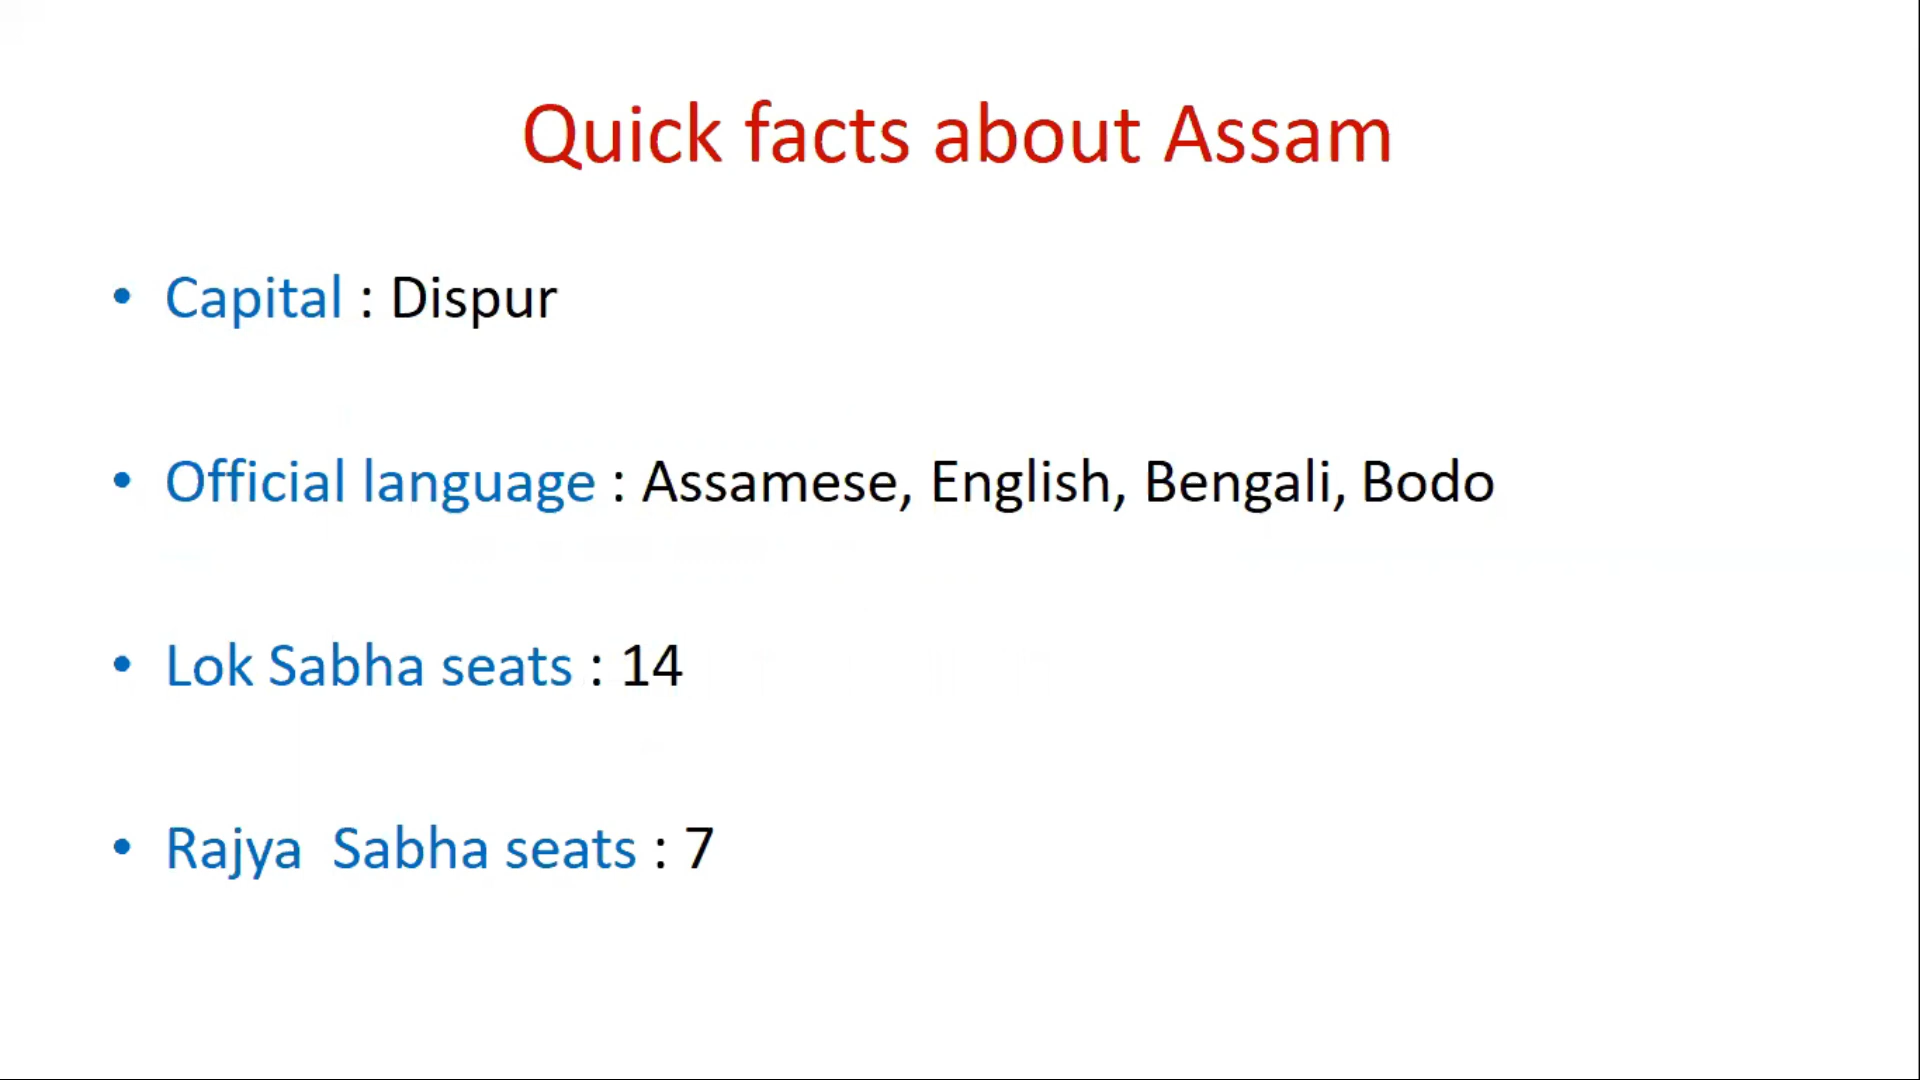 Quick facts about Assam
• Capital : Dispur
• Official language : Assamese, English, Bengali, Bodo
• Lok Sabha seats : 14
• Rajya  Sabha seats : 7